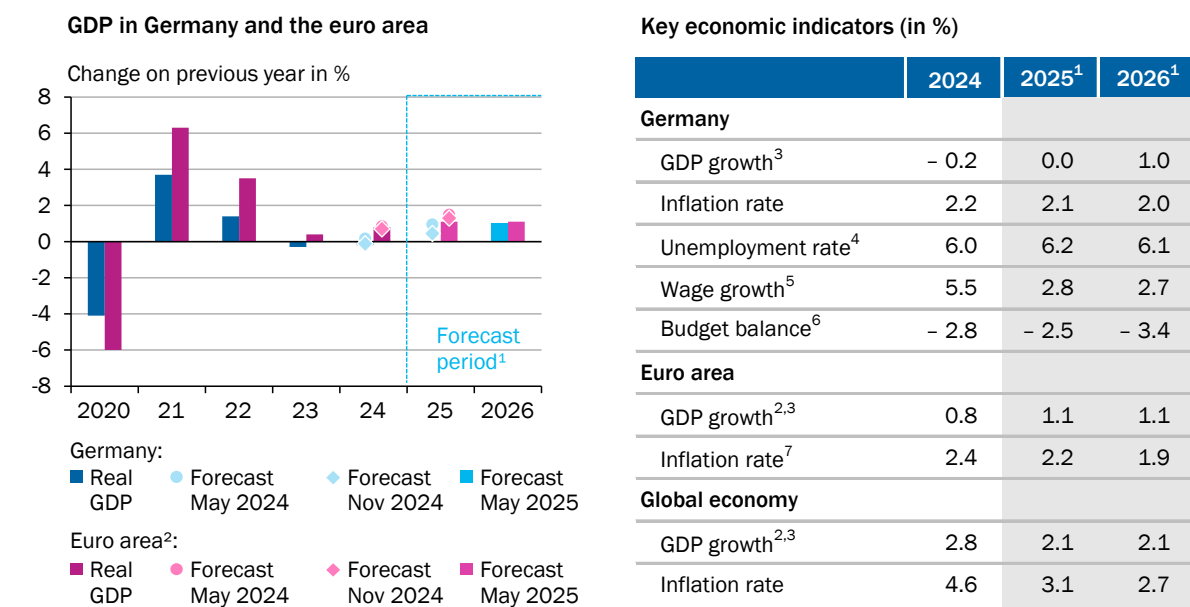 GDP in Germany and the euro area
Change on previous year in %
8
6
4
2
0
-2
-4
-6
-8
Forecast
period¹
2020 21 22 23 24 25 2026
Germany:
Real Forecast Forecast Forecast
GDP May 2024 Nov 2024 May 2025
Euro area²:
Real Forecast Forecast Forecast
GDP May 2024 Nov 2024 May 2025
Key economic indicators (in %)
2024 2025¹ 2026¹
Germany
GDP growth³ – 0.2 0.0 1.0
Inflation rate 2.2 2.1 2.0
Unemployment rate⁴ 6.0 6.2 6.1
Wage growth⁵ 5.5 2.8 2.7
Budget balance⁶ – 2.8 – 2.5 – 3.4
Euro area
GDP growth²,³ 0.8 1.1 1.1
Inflation rate⁷ 2.4 2.2 1.9
Global economy
GDP growth²,³ 2.8 2.1 2.1
Inflation rate 4.6 3.1 2.7